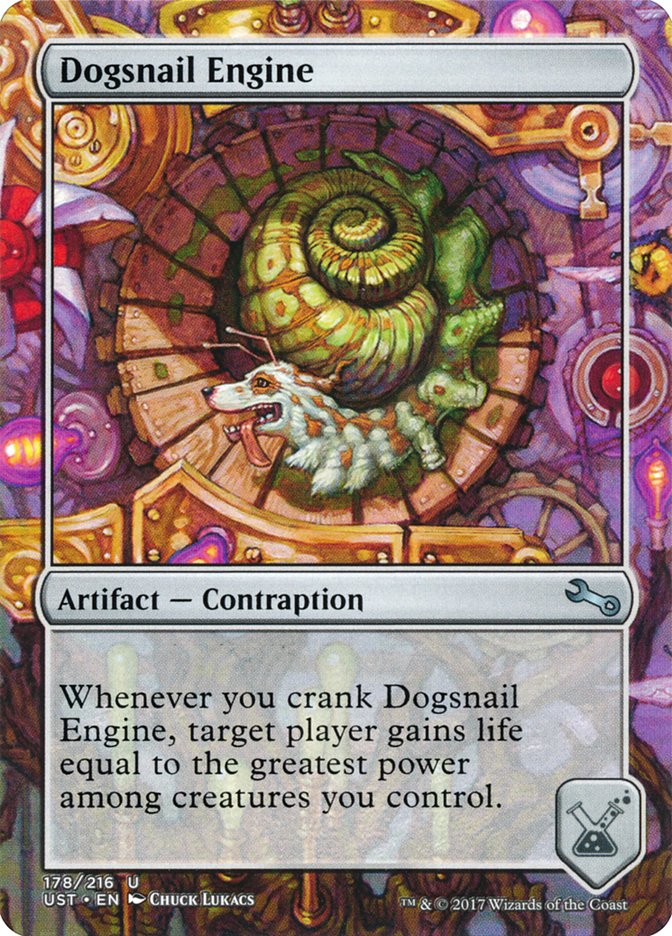 Dogsnail Engine
Artifact — Contraption
Whenever you crank Dogsnail
Engine, target player gains life
equal to the greatest power
among creatures you control.
178/216 U
UST • EN Chuck Lukacs
™ & © 2017 Wizards of the Coast